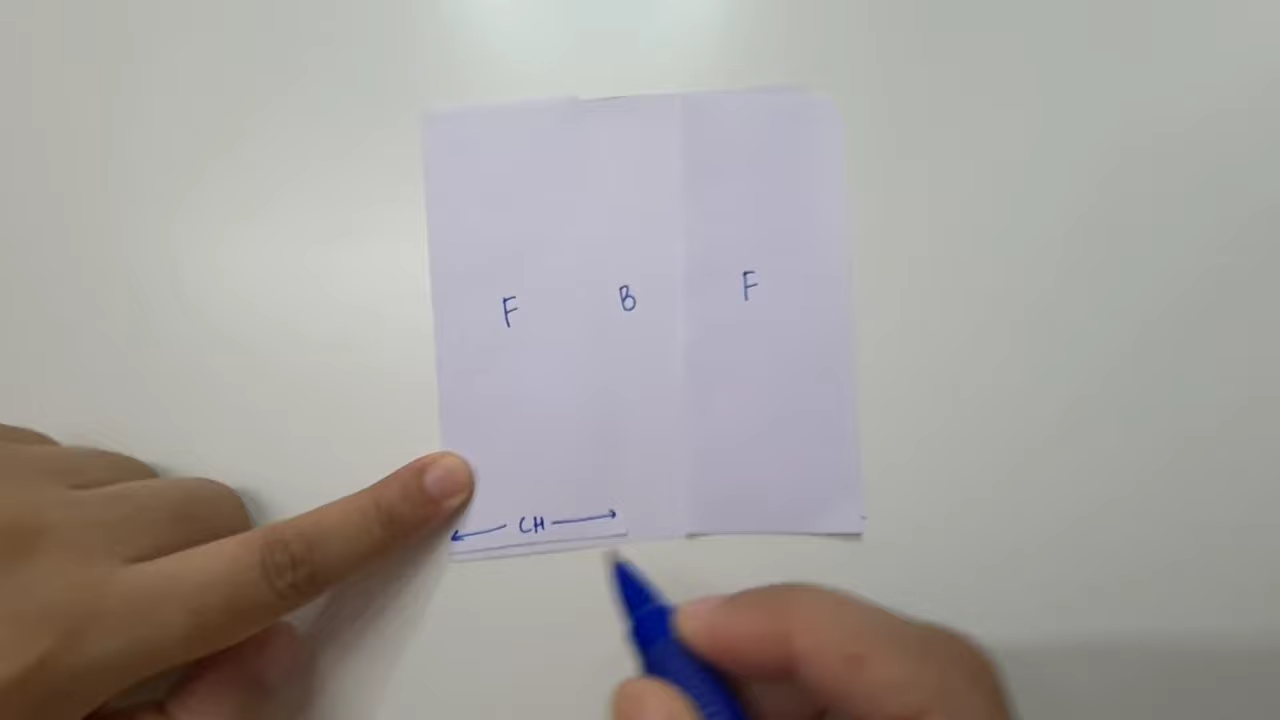 F B F
← CH →